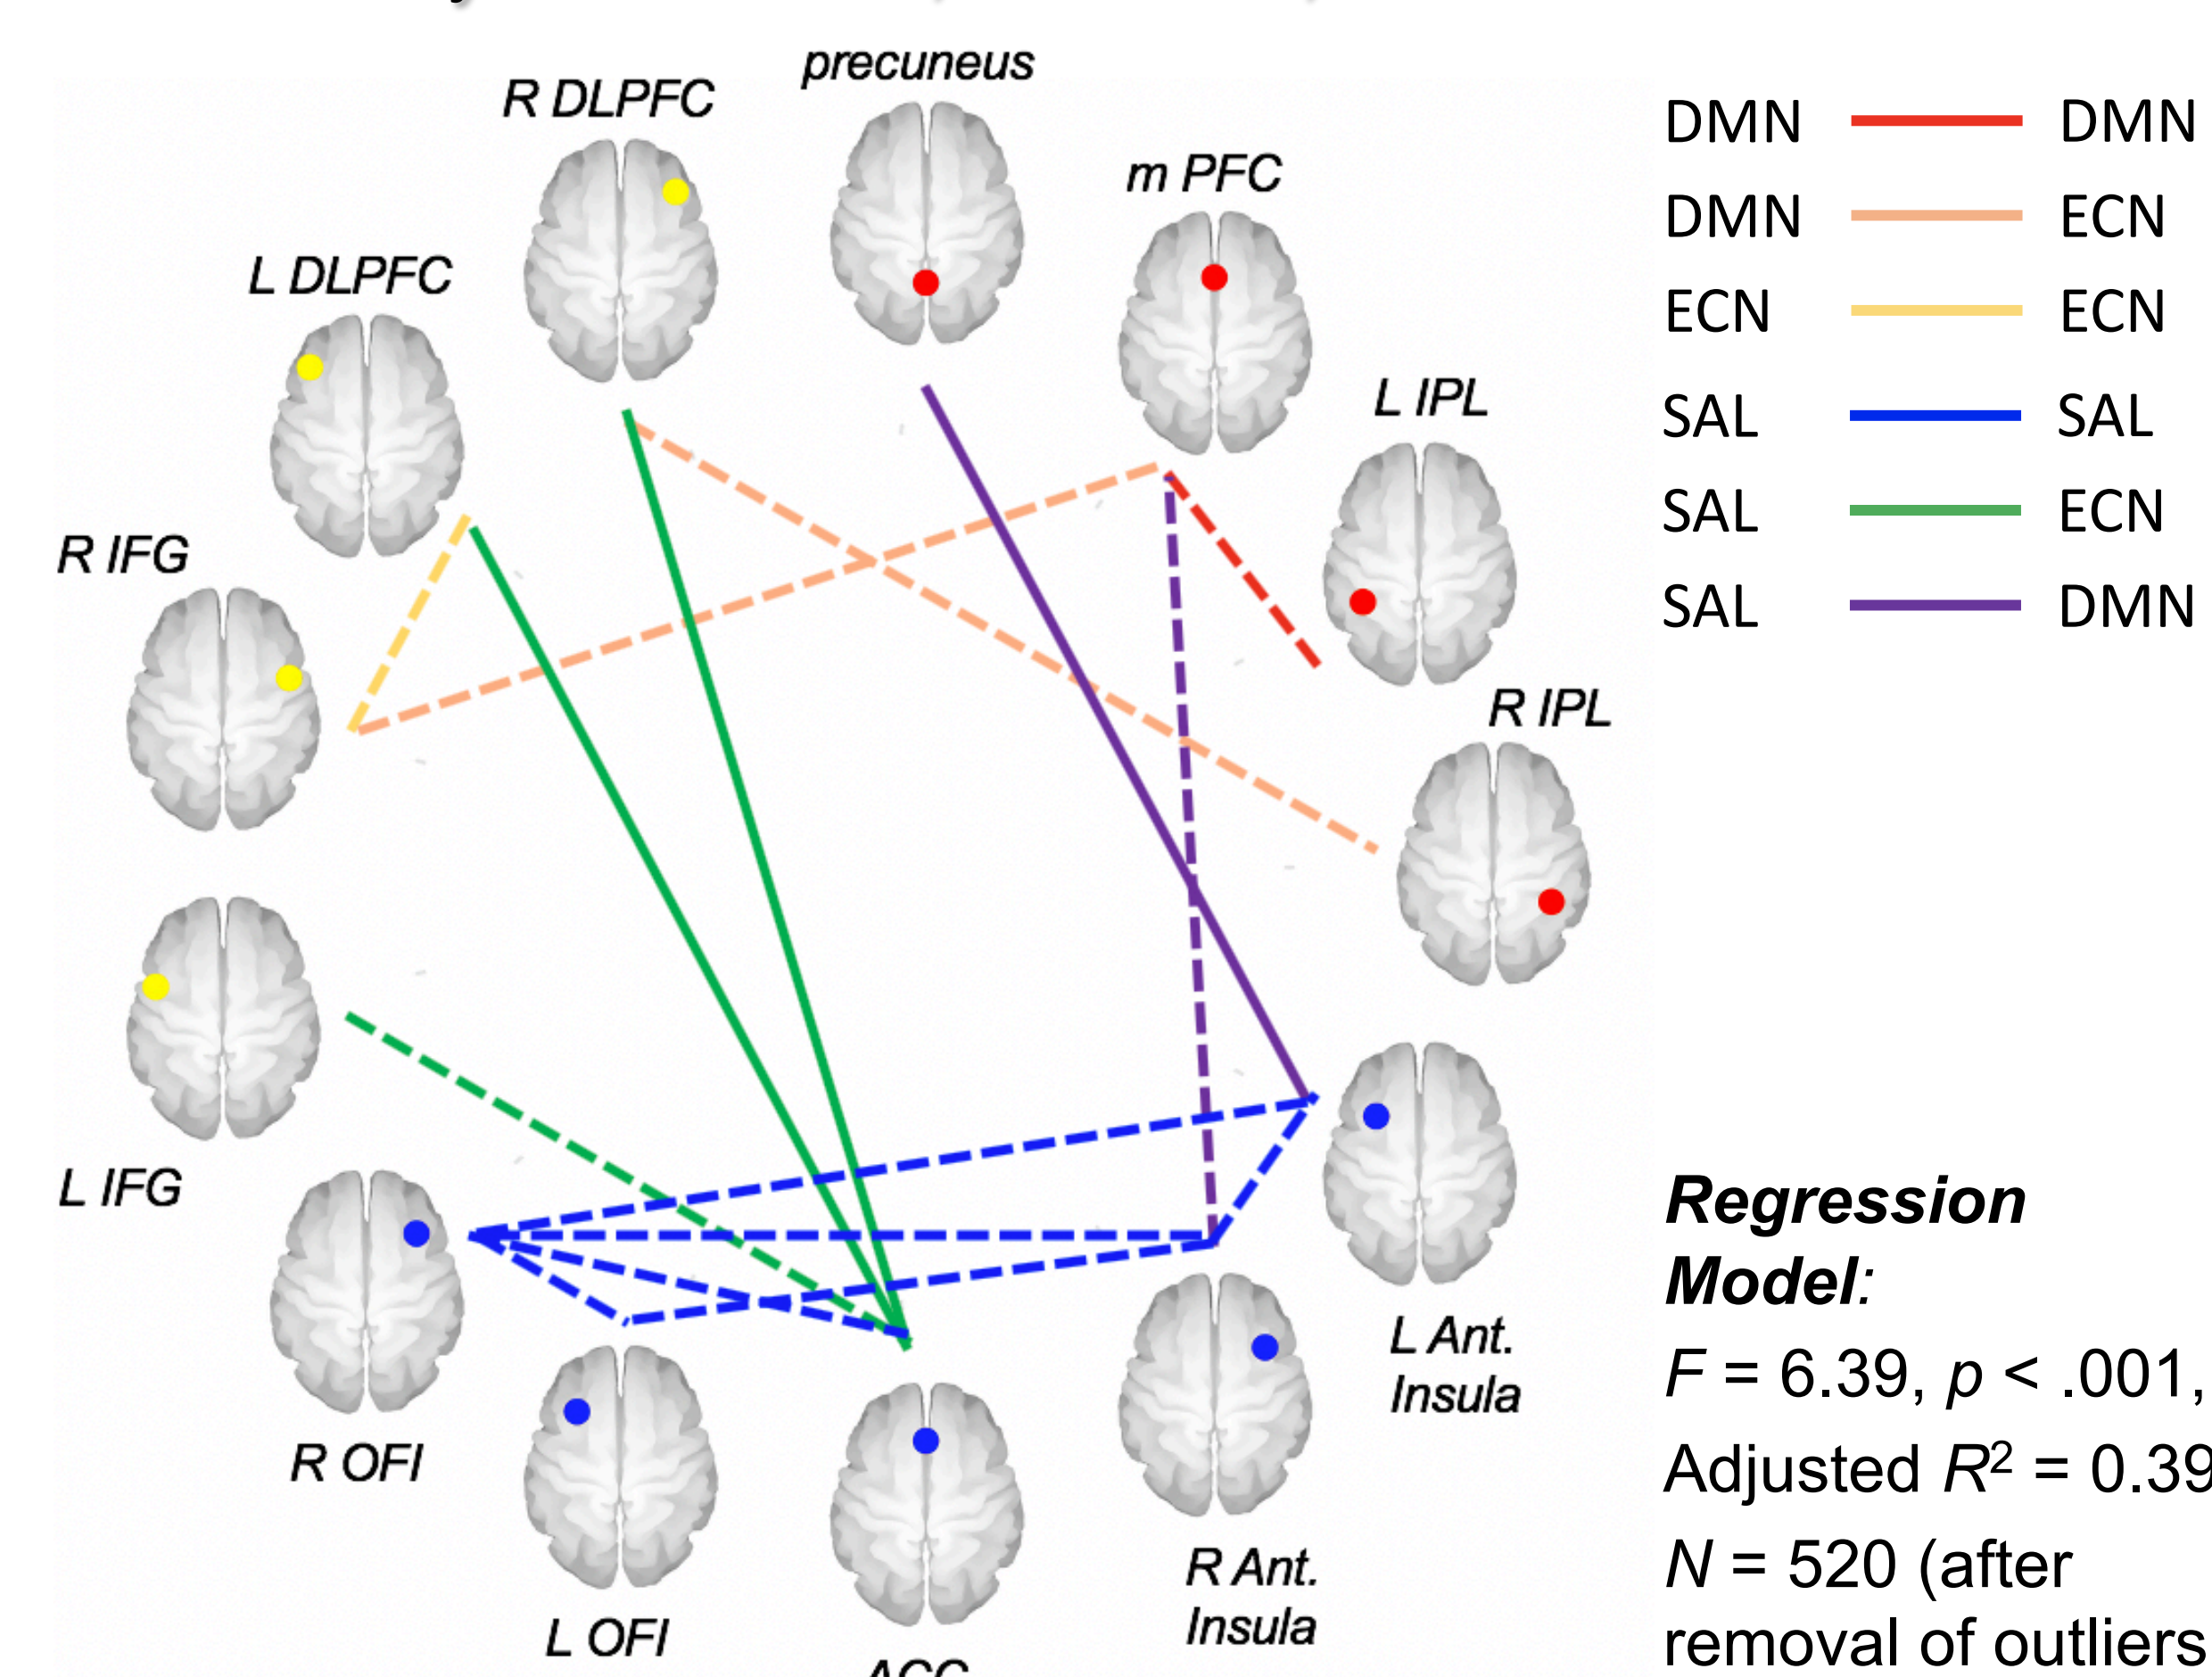 precuneus
R DLPFC
m PFC
L DLPFC
L IPL
R IFG
R IPL
L IFG
L Ant.
Insula
R OFI
R Ant.
Insula
L OFI
ACC
DMN DMN
DMN ECN
ECN ECN
SAL SAL
SAL ECN
SAL DMN
Regression
Model:
F = 6.39, p < .001,
Adjusted R² = 0.39
N = 520 (after
removal of outliers